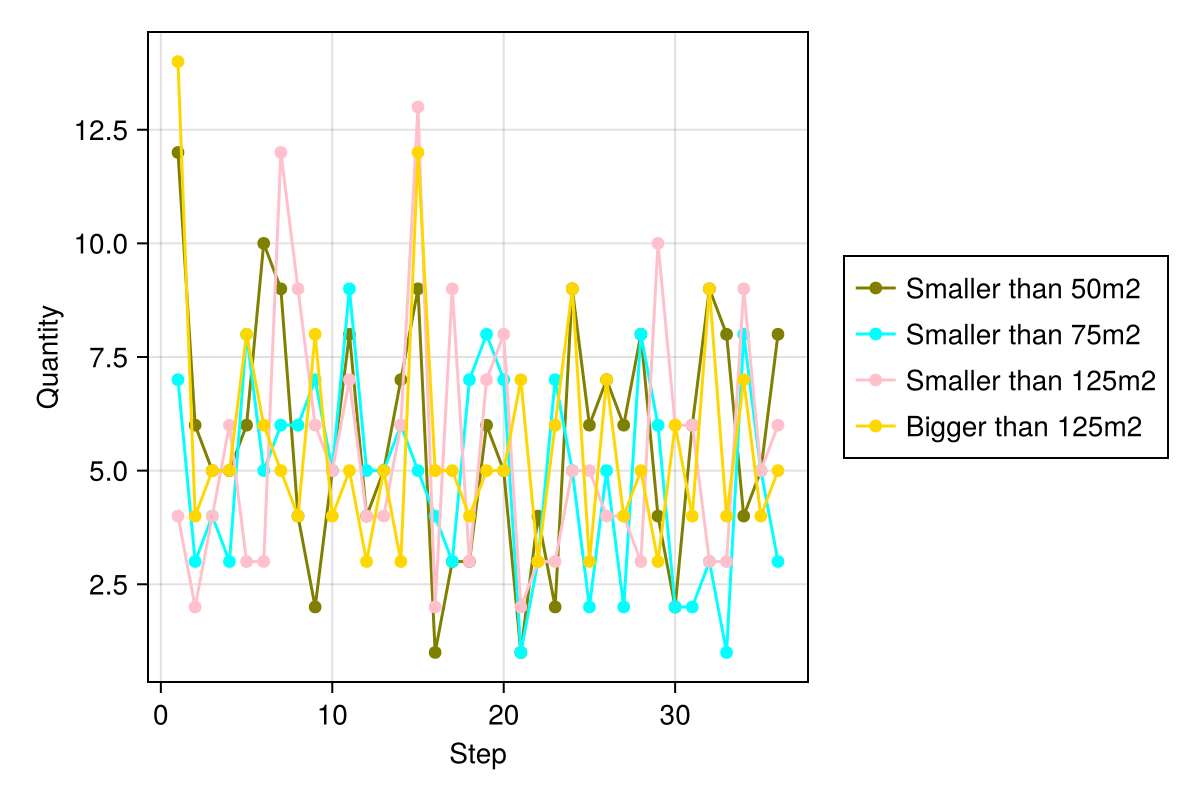 12.5
10.0
7.5
5.0
2.5
Quantity
0 10 20 30
Step
Smaller than 50m2
Smaller than 75m2
Smaller than 125m2
Bigger than 125m2